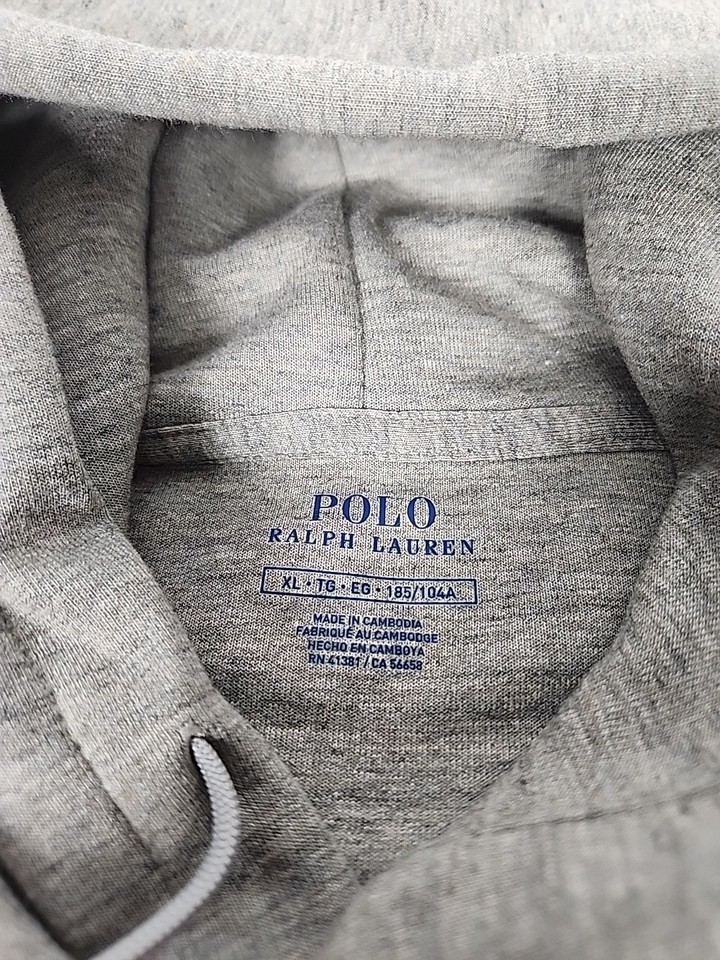 POLO
RALPH LAUREN
XL • TG • EG • 185/104A
MADE IN CAMBODIA
FABRIQUÉ AU CAMBODGE
HECHO EN CAMBOYA
RN 41381 / CA 56658